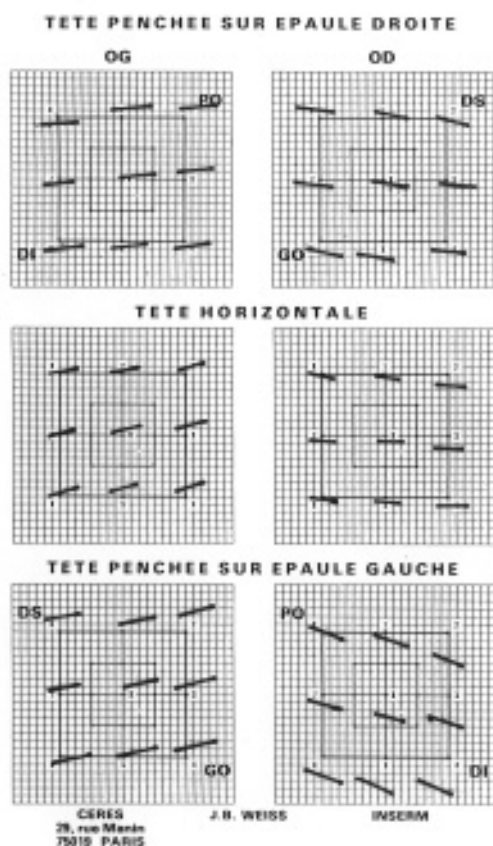 TETE PENCHEE SUR EPAULE DROITE
OG OD
PO DS
DI GO
TETE HORIZONTALE
TETE PENCHEE SUR EPAULE GAUCHE
DS PO
GO DI
CERES J.B. WEISS INSERM
29, rue Manin
75019 PARIS